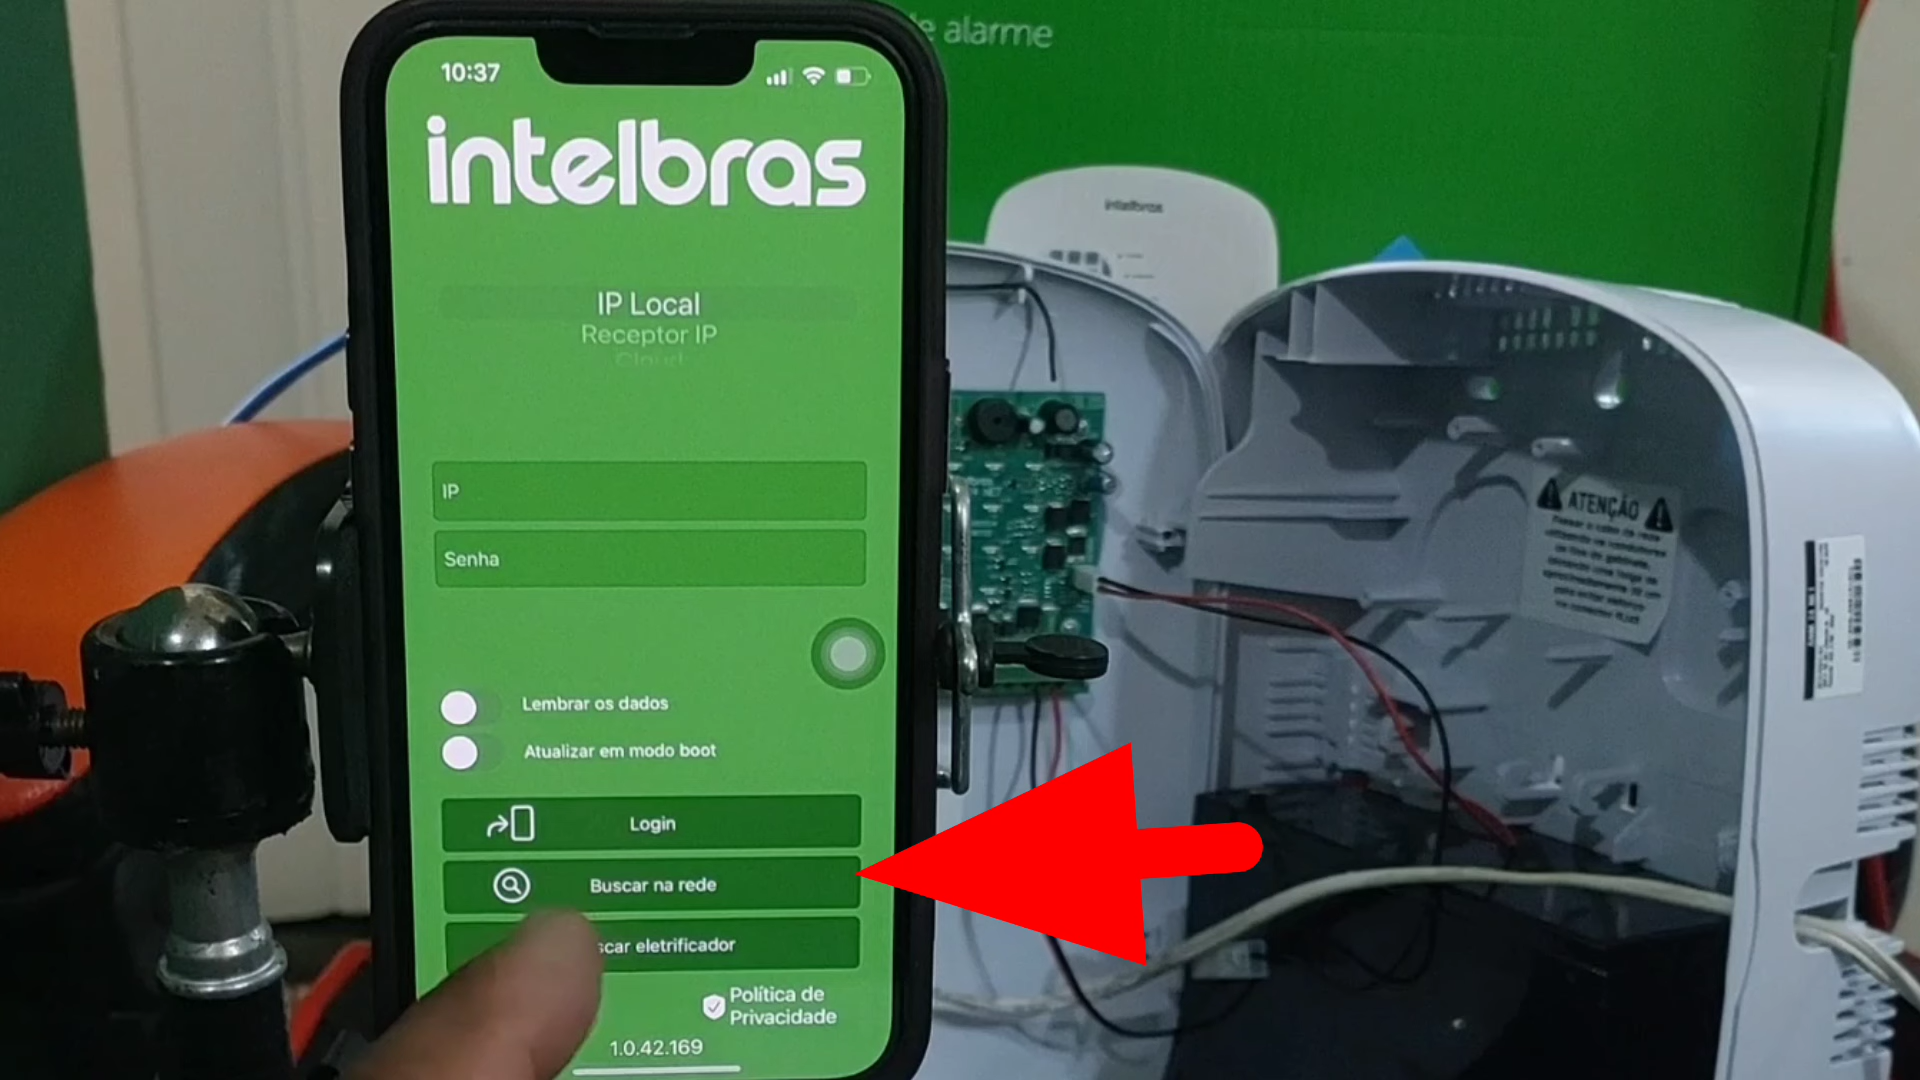 alarme
10:37
intelbras
IP Local
Receptor IP
Cloud
IP
Senha
Lembrar os dados
Atualizar em modo boot
Login
Buscar na rede
scar eletrificador
Política de
Privacidade
1.0.42.169
intelbras
ATENÇÃO